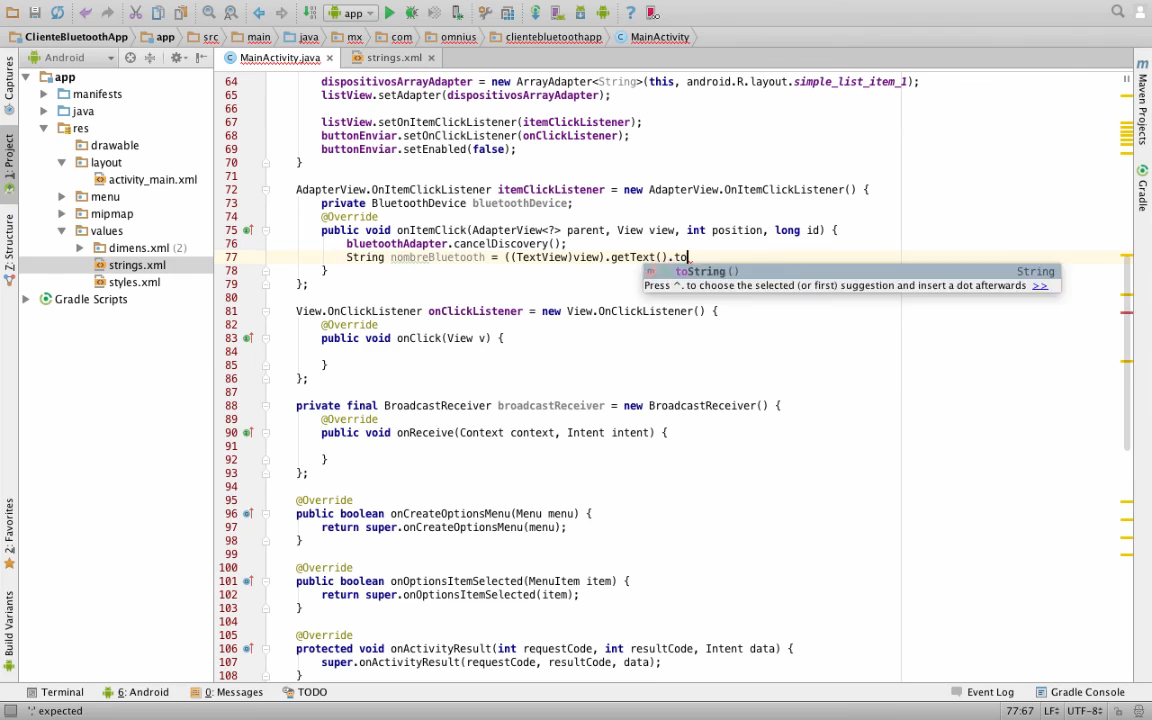 app
ClienteBluetoothApp app src main java mx com omnius clientebluetoothapp MainActivity
Android
MainActivity.java
strings.xml
Captures
1: Project
2: Structure
2: Favorites
Build Variants
app
manifests
java
res
drawable
layout
activity_main.xml
menu
mipmap
values
dimens.xml (2)
strings.xml
styles.xml
Gradle Scripts
64 dispositivosArrayAdapter = new ArrayAdapter<String>(this, android.R.layout.simple_list_item_1);
65 listView.setAdapter(dispositivosArrayAdapter);
66
67 listView.setOnItemClickListener(itemClickListener);
68 buttonEnviar.setOnClickListener(onClickListener);
69 buttonEnviar.setEnabled(false);
70 }
71
72 AdapterView.OnItemClickListener itemClickListener = new AdapterView.OnItemClickListener() {
73 private BluetoothDevice bluetoothDevice;
74 @Override
75 public void onItemClick(AdapterView<?> parent, View view, int position, long id) {
76 bluetoothAdapter.cancelDiscovery();
77 String nombreBluetooth = ((TextView)view).getText().to
m toString() String
Press ^. to choose the selected (or first) suggestion and insert a dot afterwards >>
78 }
79 };
80
81 View.OnClickListener onClickListener = new View.OnClickListener() {
82 @Override
83 public void onClick(View v) {
84
85 }
86 };
87
88 private final BroadcastReceiver broadcastReceiver = new BroadcastReceiver() {
89 @Override
90 public void onReceive(Context context, Intent intent) {
91
92 }
93 };
94
95 @Override
96 public boolean onCreateOptionsMenu(Menu menu) {
97 return super.onCreateOptionsMenu(menu);
98 }
99
100 @Override
101 public boolean onOptionsItemSelected(MenuItem item) {
102 return super.onOptionsItemSelected(item);
103 }
104
105 @Override
106 protected void onActivityResult(int requestCode, int resultCode, Intent data) {
107 super.onActivityResult(requestCode, resultCode, data);
108 }
Maven Projects
Gradle
Terminal 6: Android 0: Messages TODO Event Log Gradle Console
';' expected 77:67 LF UTF-8